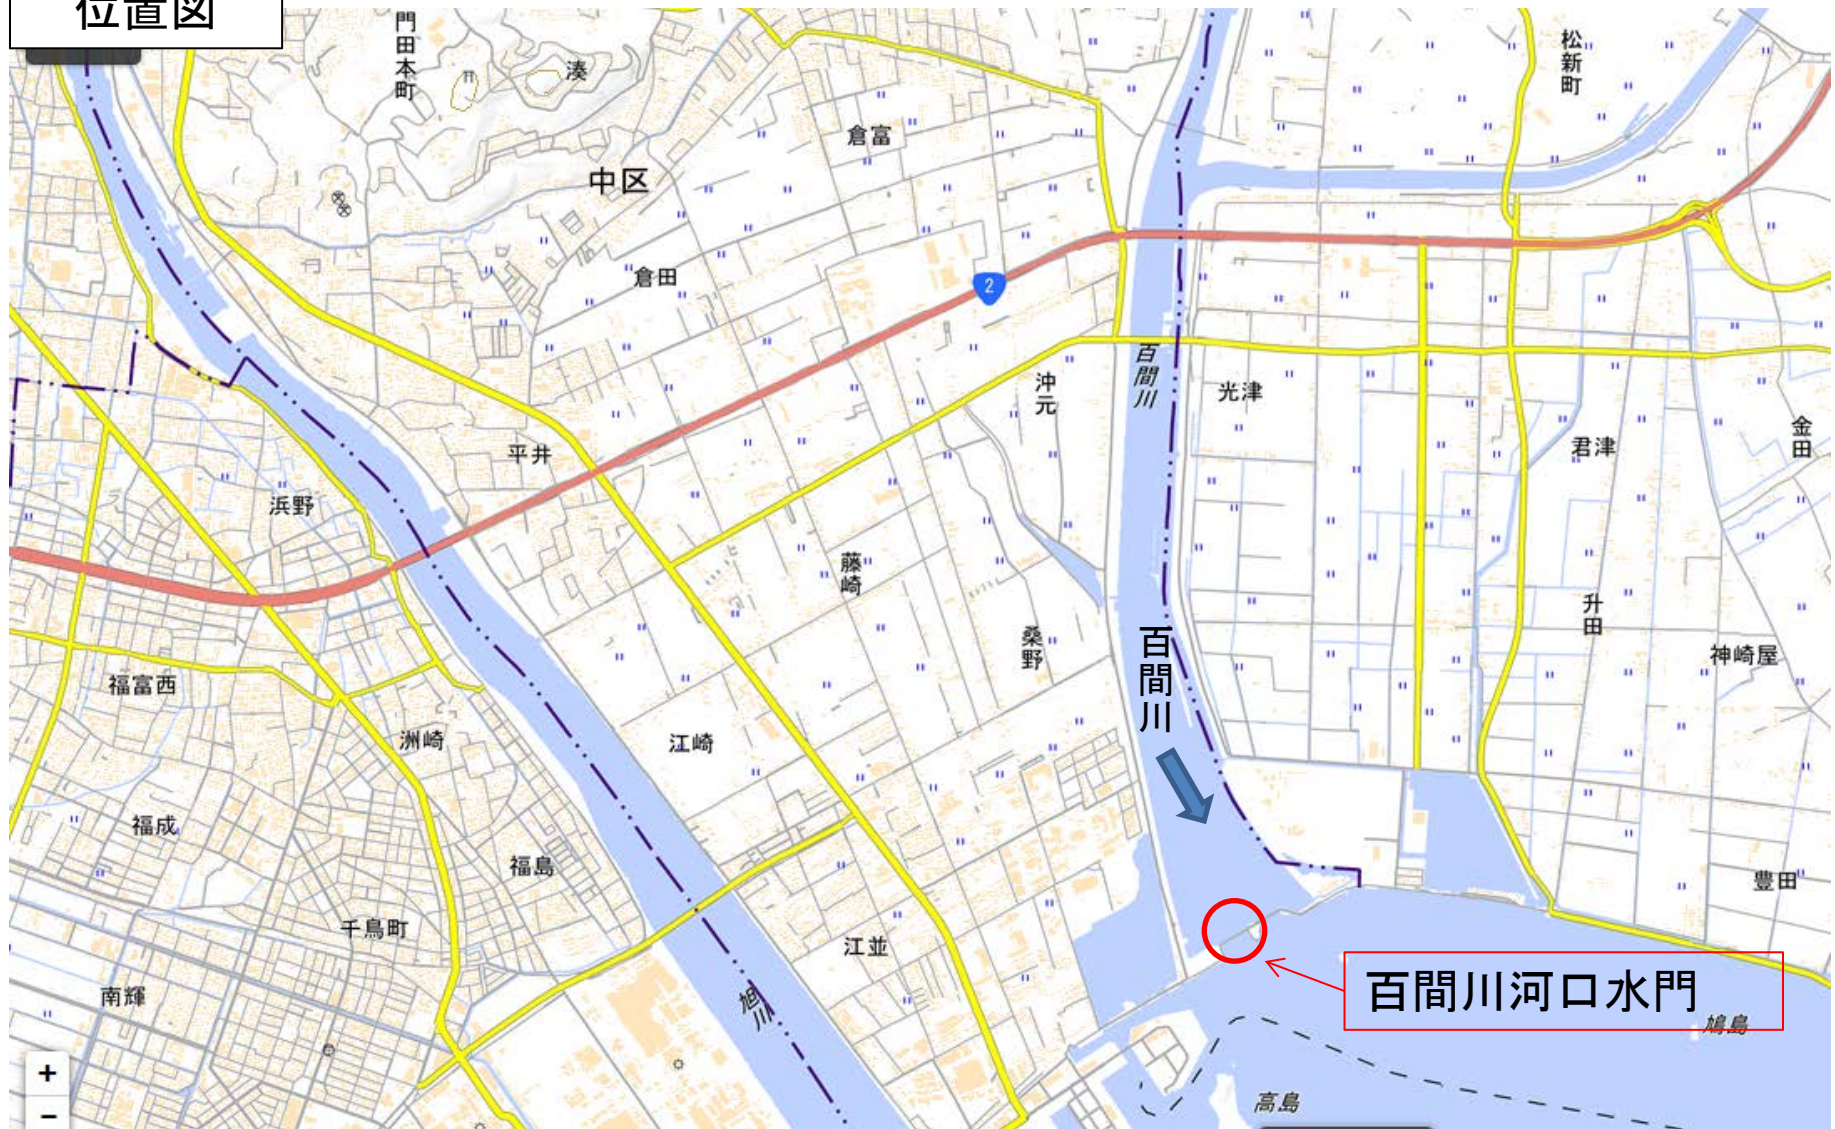 位置図
門田本町
湊
松新町
倉富
中区
倉田
2
百間川
沖元
光津
金田
君津
平井
浜野
藤崎
升田
桑野
百間川
神崎屋
福富西
洲崎
江崎
福成
福島
豊田
千鳥町
江並
南輝
旭川
百間川河口水門
鳩島
高島
+
−